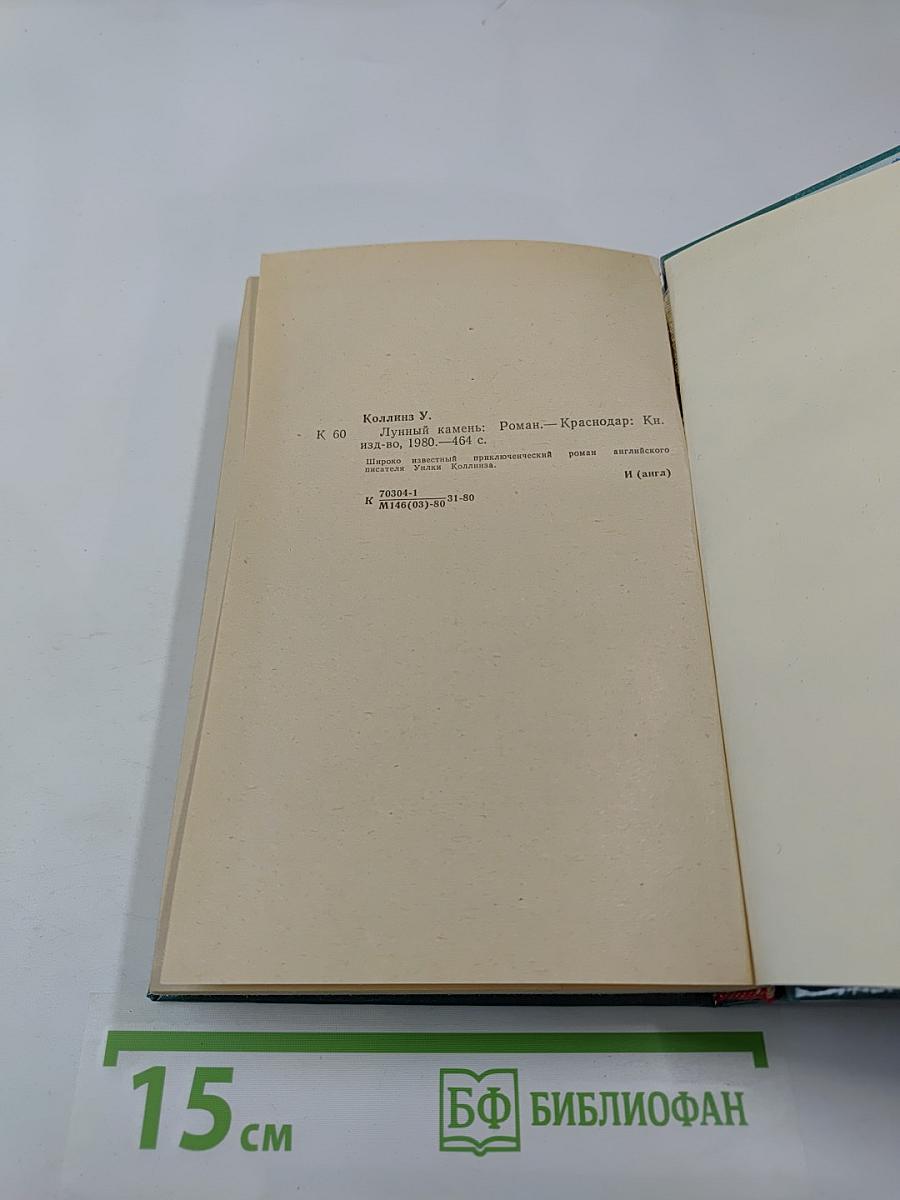 Коллинз У.
К 60 Лунный камень: Роман.— Краснодар: Кн.
изд-во, 1980.—464 с.
Широко известный приключенческий роман английского
писателя Уилки Коллинза.
И (англ)
К 70304-1
М146(03)-80 31-80
15 см
БФ БИБЛИОФАН